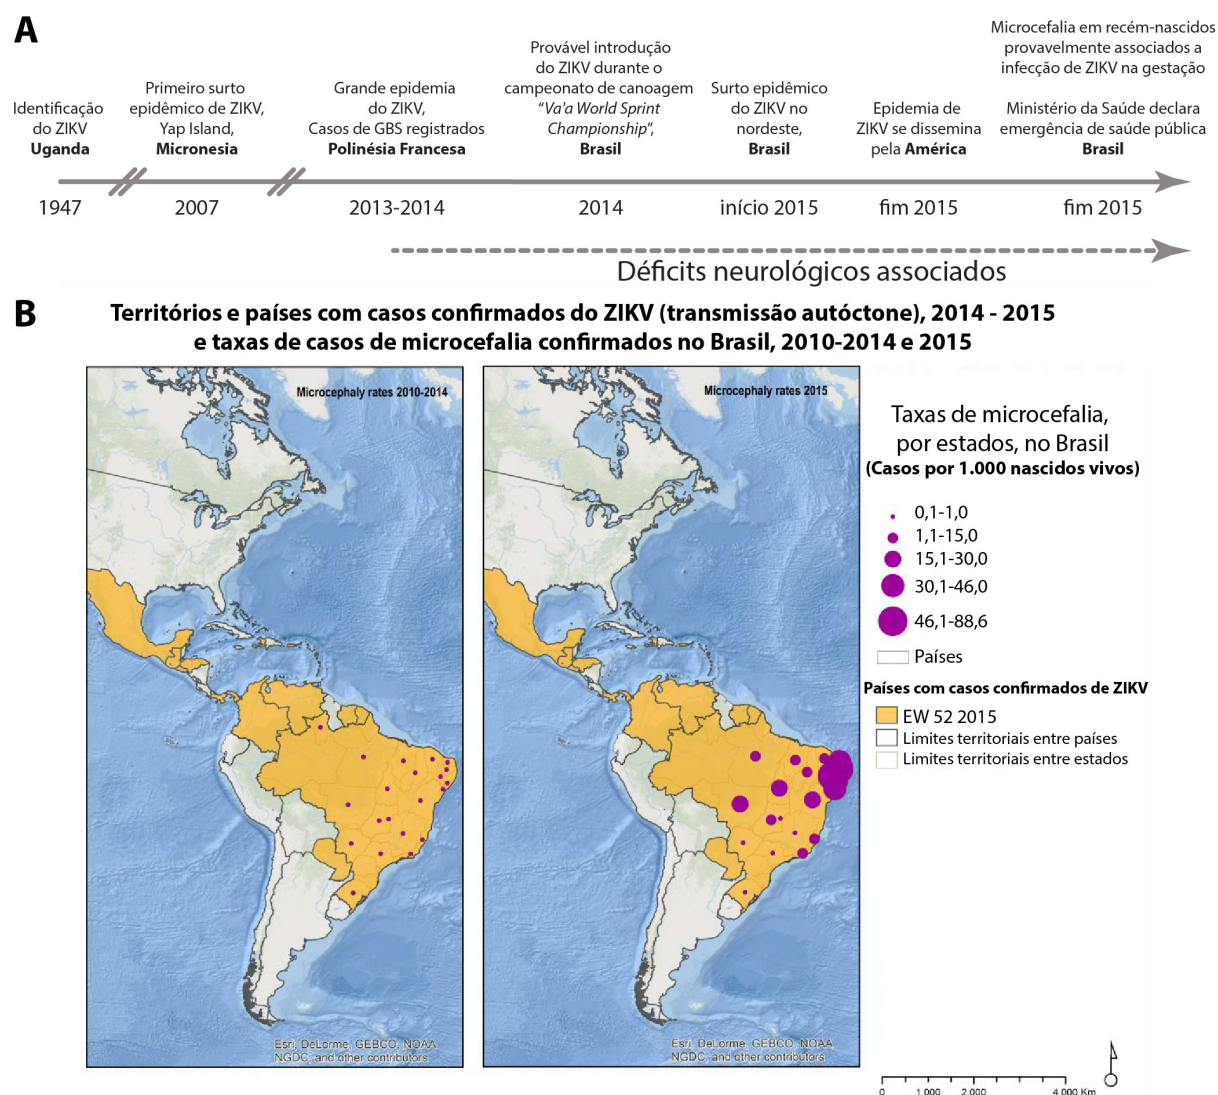 A
Identificação
do ZIKV
Uganda
Primeiro surto
epidêmico de ZIKV,
Yap Island,
Micronesia
Grande epidemia
do ZIKV,
Casos de GBS registrados
Polinésia Francesa
Provável introdução
do ZIKV durante o
campeonato de canoagem
“Va'a World Sprint
Championship”,
Brasil
Surto epidêmico
do ZIKV no
nordeste,
Brasil
Epidemia de
ZIKV se dissemina
pela América
Microcefalia em recém-nascidos
provavelmente associados a
infecção de ZIKV na gestação
Ministério da Saúde declara
emergência de saúde pública
Brasil
1947
2007
2013-2014
2014
início 2015
fim 2015
fim 2015
Déficits neurológicos associados
B
Territórios e países com casos confirmados do ZIKV (transmissão autóctone), 2014 - 2015
e taxas de casos de microcefalia confirmados no Brasil, 2010-2014 e 2015
Microcephaly rates 2010-2014
Esri, DeLorme, GEBCO, NOAA
NGDC, and other contributors
Microcephaly rates 2015
Esri, DeLorme, GEBCO, NOAA
NGDC, and other contributors
Taxas de microcefalia,
por estados, no Brasil
(Casos por 1.000 nascidos vivos)
0,1-1,0
1,1-15,0
15,1-30,0
30,1-46,0
46,1-88,6
Países
Países com casos confirmados de ZIKV
EW 52 2015
Limites territoriais entre países
Limites territoriais entre estados
0 1.000 2.000 4.000 Km